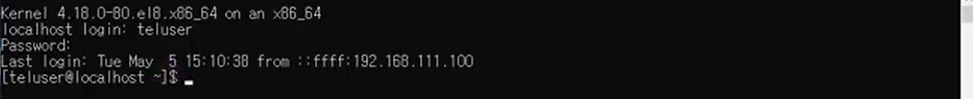 Kernel 4.18.0-80.el8.x86_64 on an x86_64
localhost login: teluser
Password:
Last login: Tue May  5 15:10:38 from ::ffff:192.168.111.100
[teluser@localhost ~]$